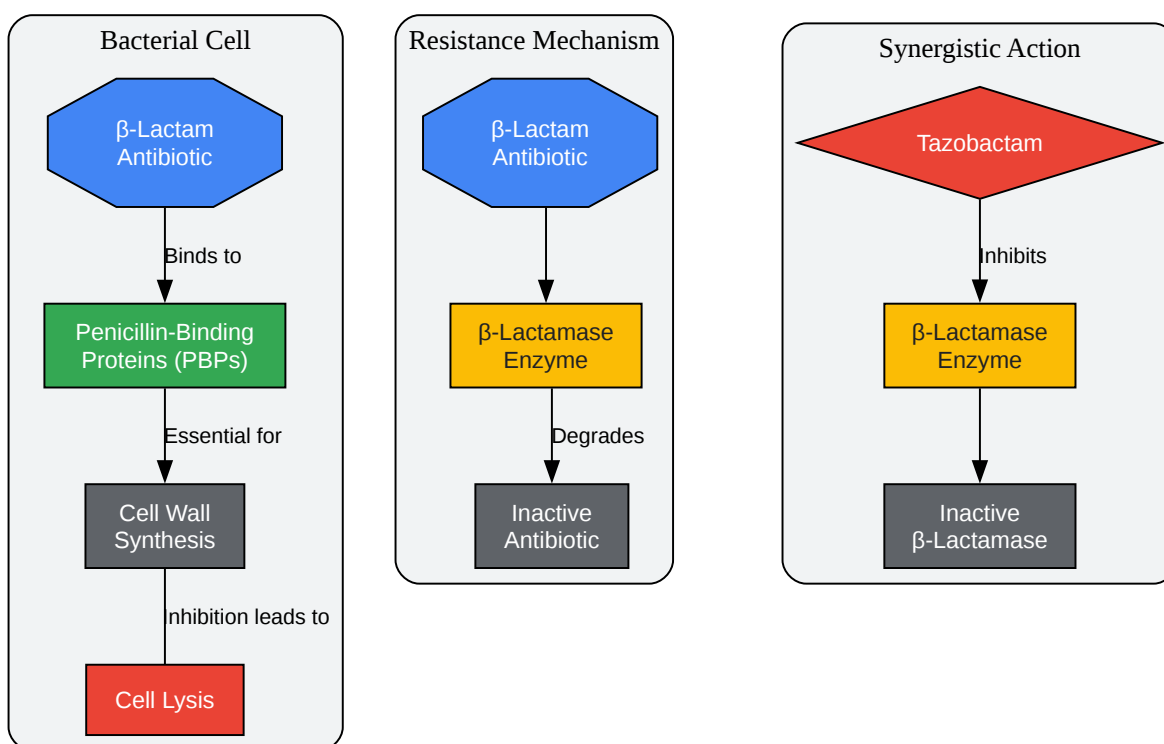 Bacterial Cell
β-Lactam
Antibiotic
Binds to
Penicillin-Binding
Proteins (PBPs)
Essential for
Cell Wall
Synthesis
Inhibition leads to
Cell Lysis
Resistance Mechanism
β-Lactam
Antibiotic
β-Lactamase
Enzyme
Degrades
Inactive
Antibiotic
Synergistic Action
Tazobactam
Inhibits
β-Lactamase
Enzyme
Inactive
β-Lactamase